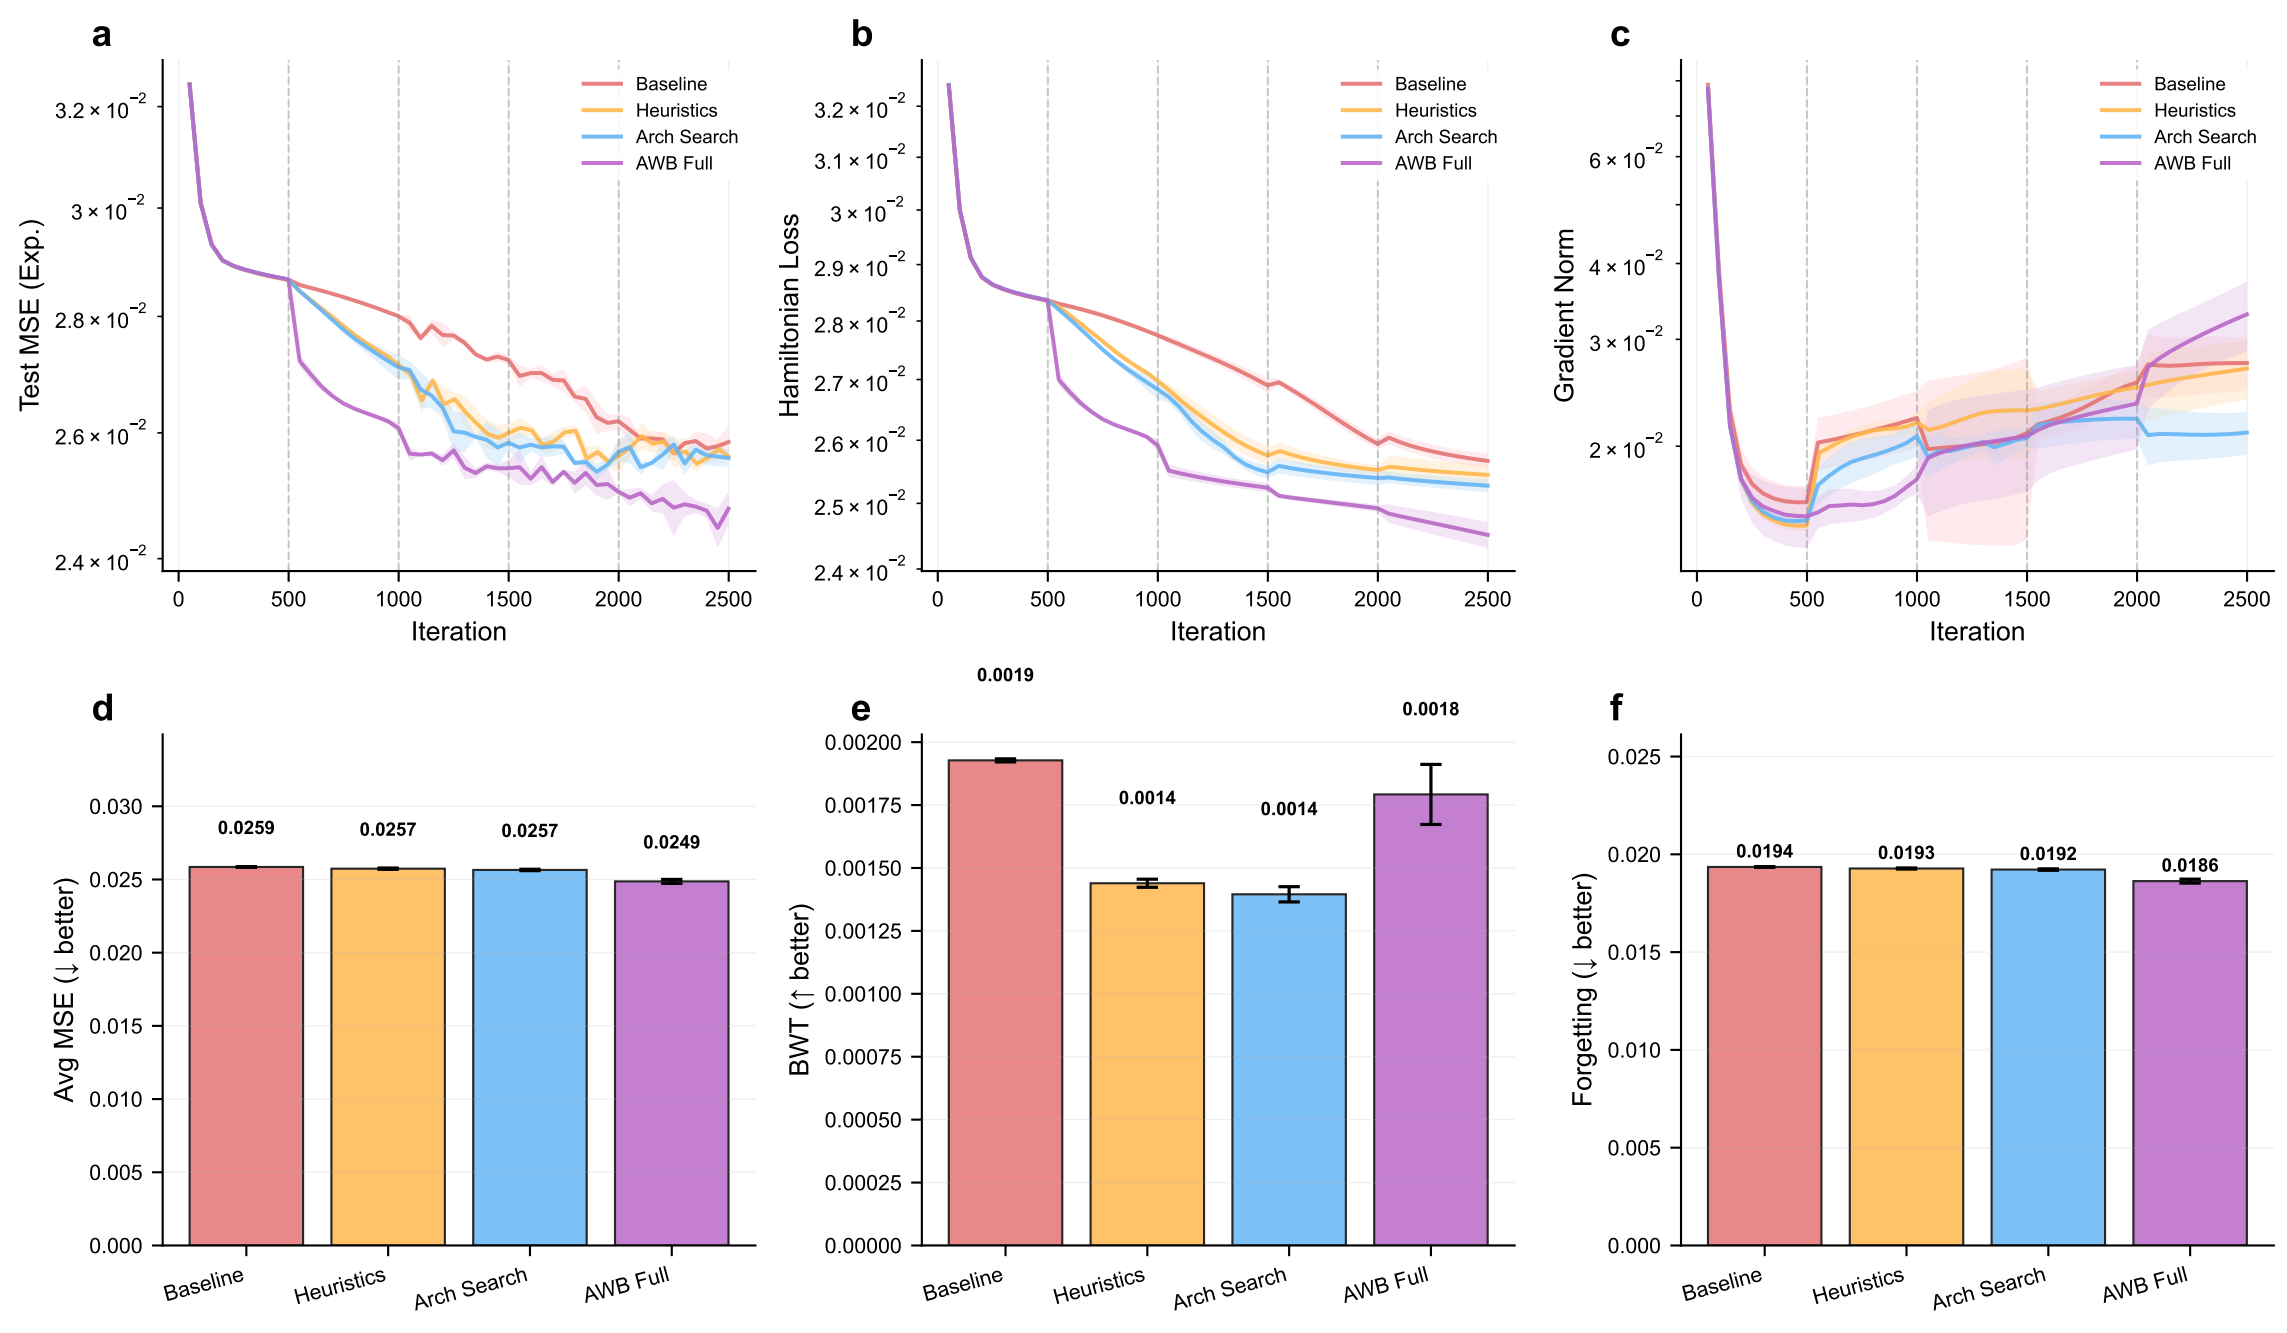 a
Test MSE (Exp.)
3.2 × 10⁻²
3 × 10⁻²
2.8 × 10⁻²
2.6 × 10⁻²
2.4 × 10⁻²
0 500 1000 1500 2000 2500
Iteration
Baseline
Heuristics
Arch Search
AWB Full
b
Hamiltonian Loss
3.2 × 10⁻²
3.1 × 10⁻²
3 × 10⁻²
2.9 × 10⁻²
2.8 × 10⁻²
2.7 × 10⁻²
2.6 × 10⁻²
2.5 × 10⁻²
2.4 × 10⁻²
0 500 1000 1500 2000 2500
Iteration
Baseline
Heuristics
Arch Search
AWB Full
c
Gradient Norm
6 × 10⁻²
4 × 10⁻²
3 × 10⁻²
2 × 10⁻²
0 500 1000 1500 2000 2500
Iteration
Baseline
Heuristics
Arch Search
AWB Full
d
Avg MSE (↓ better)
0.030
0.025
0.020
0.015
0.010
0.005
0.000
0.0259 0.0257 0.0257 0.0249
Baseline Heuristics Arch Search AWB Full
e
BWT (↑ better)
0.00200
0.00175
0.00150
0.00125
0.00100
0.00075
0.00050
0.00025
0.00000
0.0019 0.0014 0.0014 0.0018
Baseline Heuristics Arch Search AWB Full
f
Forgetting (↓ better)
0.025
0.020
0.015
0.010
0.005
0.000
0.0194 0.0193 0.0192 0.0186
Baseline Heuristics Arch Search AWB Full